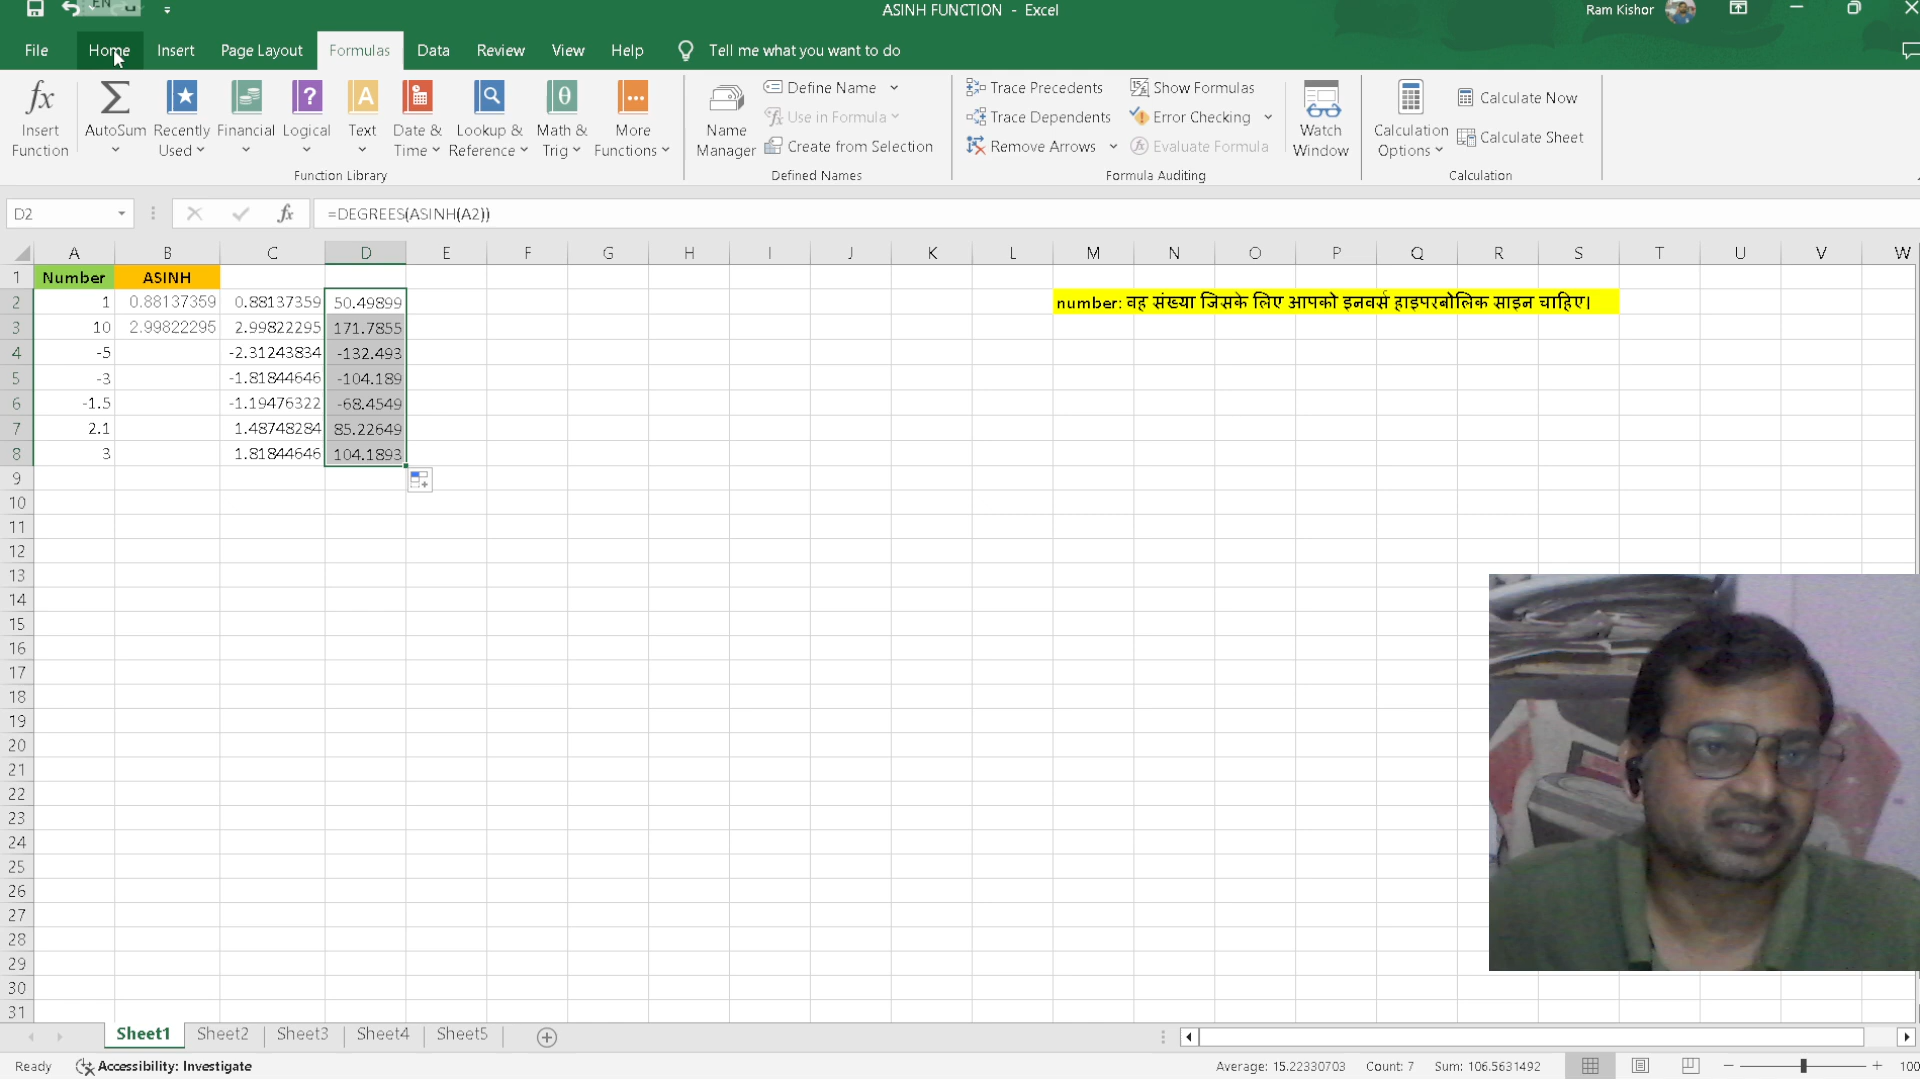 EN
ASINH FUNCTION - Excel
Ram Kishor
File Home Insert Page Layout Formulas Data Review View Help Tell me what you want to do
fx Insert Function
AutoSum
Recently Used
Financial
Logical
Text
Date & Time
Lookup & Reference
Math & Trig
More Functions
Function Library
Name Manager
Define Name
Use in Formula
Create from Selection
Defined Names
Trace Precedents
Trace Dependents
Remove Arrows
Show Formulas
Error Checking
Evaluate Formula
Formula Auditing
Watch Window
Calculation Options
Calculate Now
Calculate Sheet
Calculation
D2 fx =DEGREES(ASINH(A2))
A B C D E F G H I J K L M N O P Q R S T U V W
1 Number ASINH
2 1 0.88137359 0.88137359 50.49899 number: वह संख्या जिसके लिए आपको इनवर्स हाइपरबोलिक साइन चाहिए।
3 10 2.99822295 2.99822295 171.7855
4 -5 -2.31243834 -132.493
5 -3 -1.81844646 -104.189
6 -1.5 -1.19476322 -68.4549
7 2.1 1.48748284 85.22649
8 3 1.81844646 104.1893
9
10
11
12
13
14
15
16
17
18
19
20
21
22
23
24
25
26
27
28
29
30
31
Sheet1 Sheet2 Sheet3 Sheet4 Sheet5
Ready Accessibility: Investigate Average: 15.22330703 Count: 7 Sum: 106.5631492 100